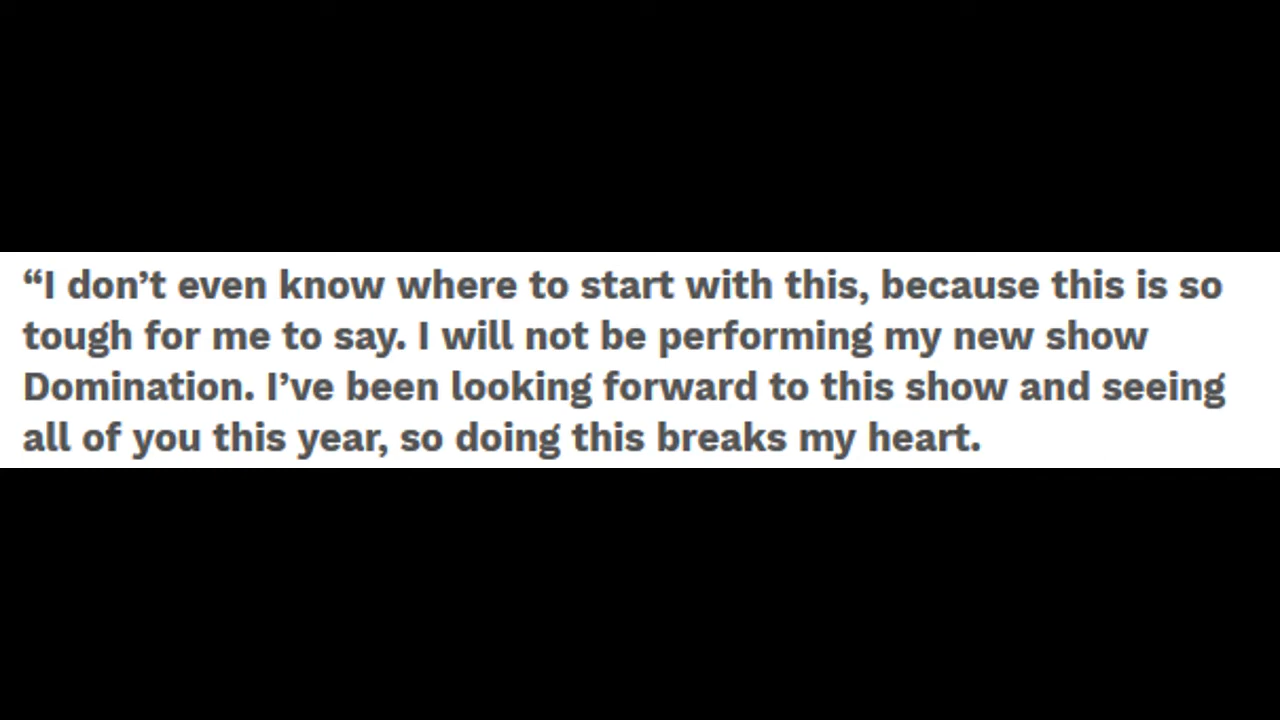 “I don’t even know where to start with this, because this is so
tough for me to say. I will not be performing my new show
Domination. I’ve been looking forward to this show and seeing
all of you this year, so doing this breaks my heart.